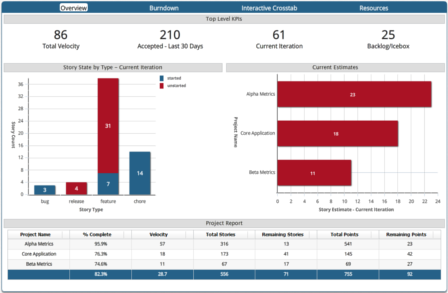 Overview Burndown Interactive Crosstab Resources
Top Level KPIs
86 210 61 25
Total Velocity Accepted - Last 30 Days Current Iteration Backlog/Icebox
Story State by Type - Current Iteration
started
unstarted
Story Count
36
32
28
24
20
16
12
8
4
0
3
4
31
7
14
bug release feature chore
Story Type
Current Estimates
Project Name
Alpha Metrics 23
Core Application 18
Beta Metrics 11
0 2 4 6 8 10 12 14 16 18 20 22 24
Story Estimate - Current Iteration
Project Report
Project Name % Complete Velocity Total Stories Remaining Stories Total Points Remaining Points
Alpha Metrics 95.9% 57 316 13 541 23
Core Application 76.3% 18 173 41 145 42
Beta Metrics 74.6% 11 67 17 69 27
82.3% 28.7 556 71 755 92